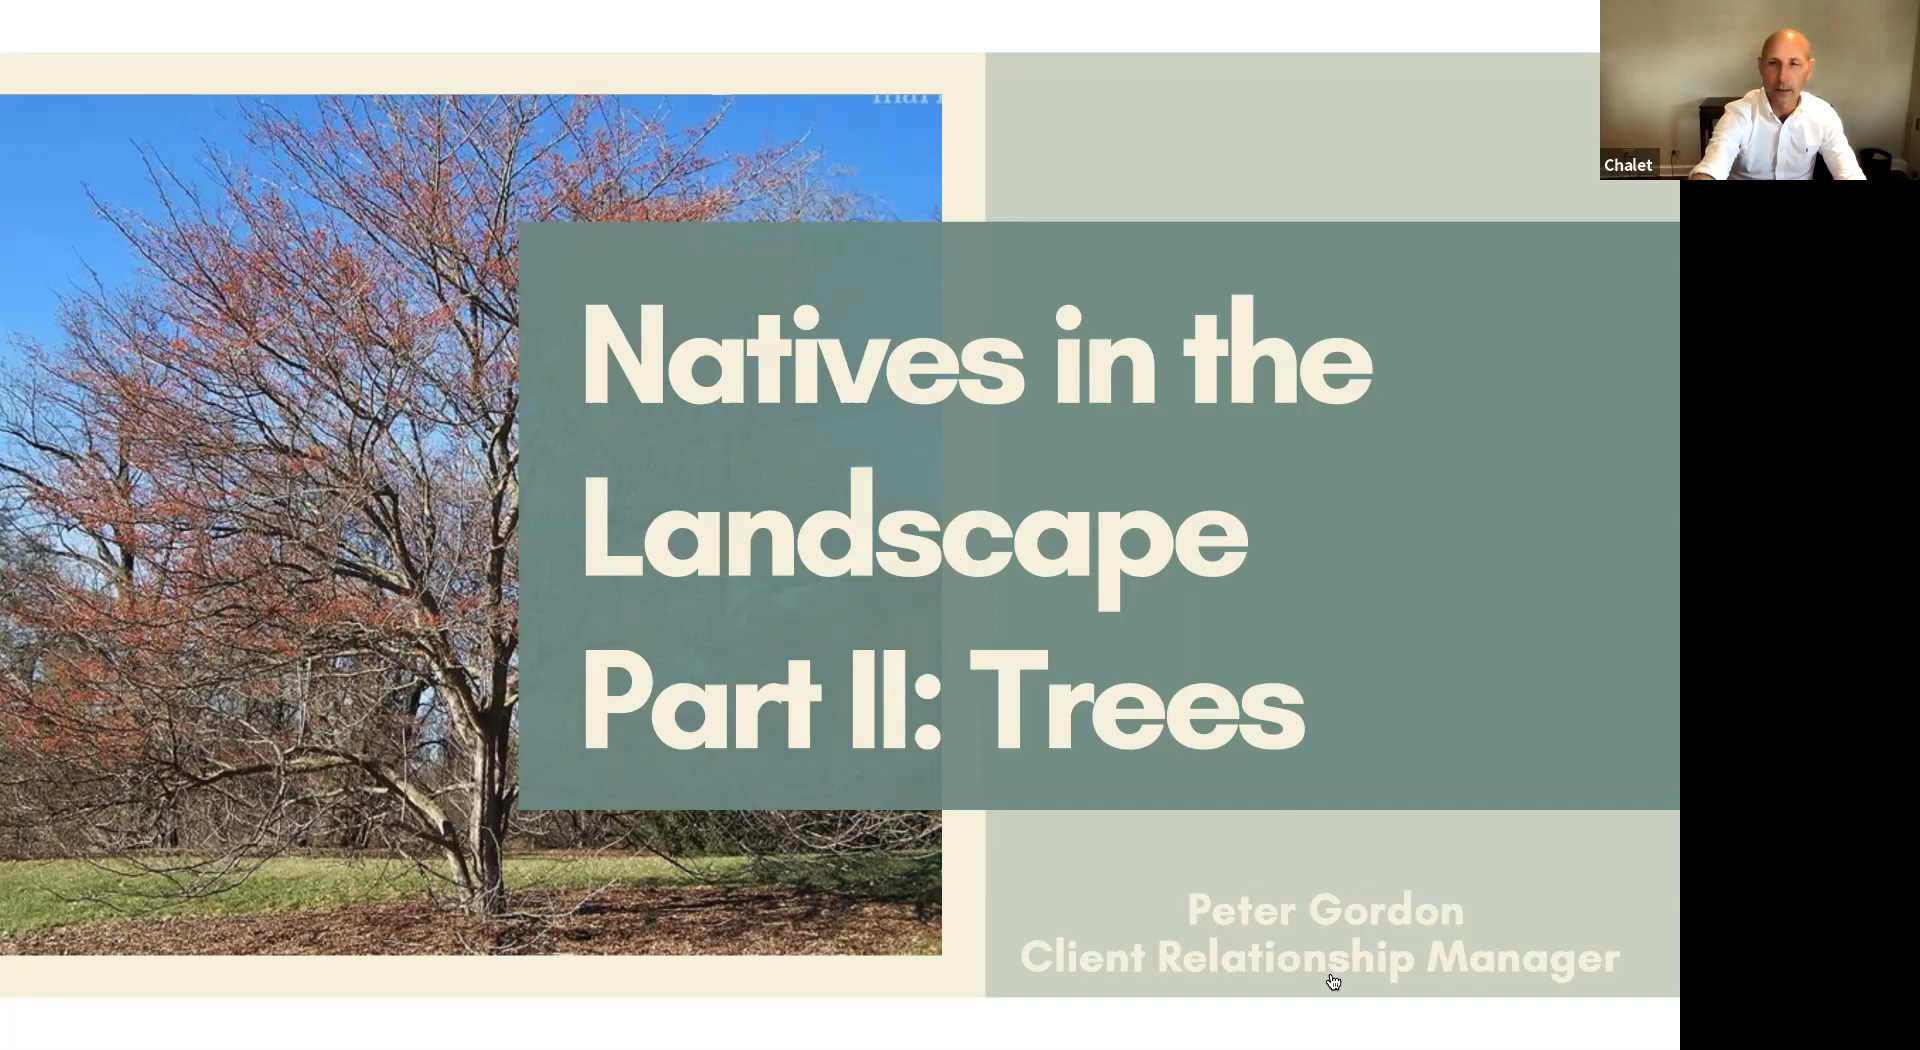 Chalet
Natives in the
Landscape
Part II: Trees
Peter Gordon
Client Relationship Manager